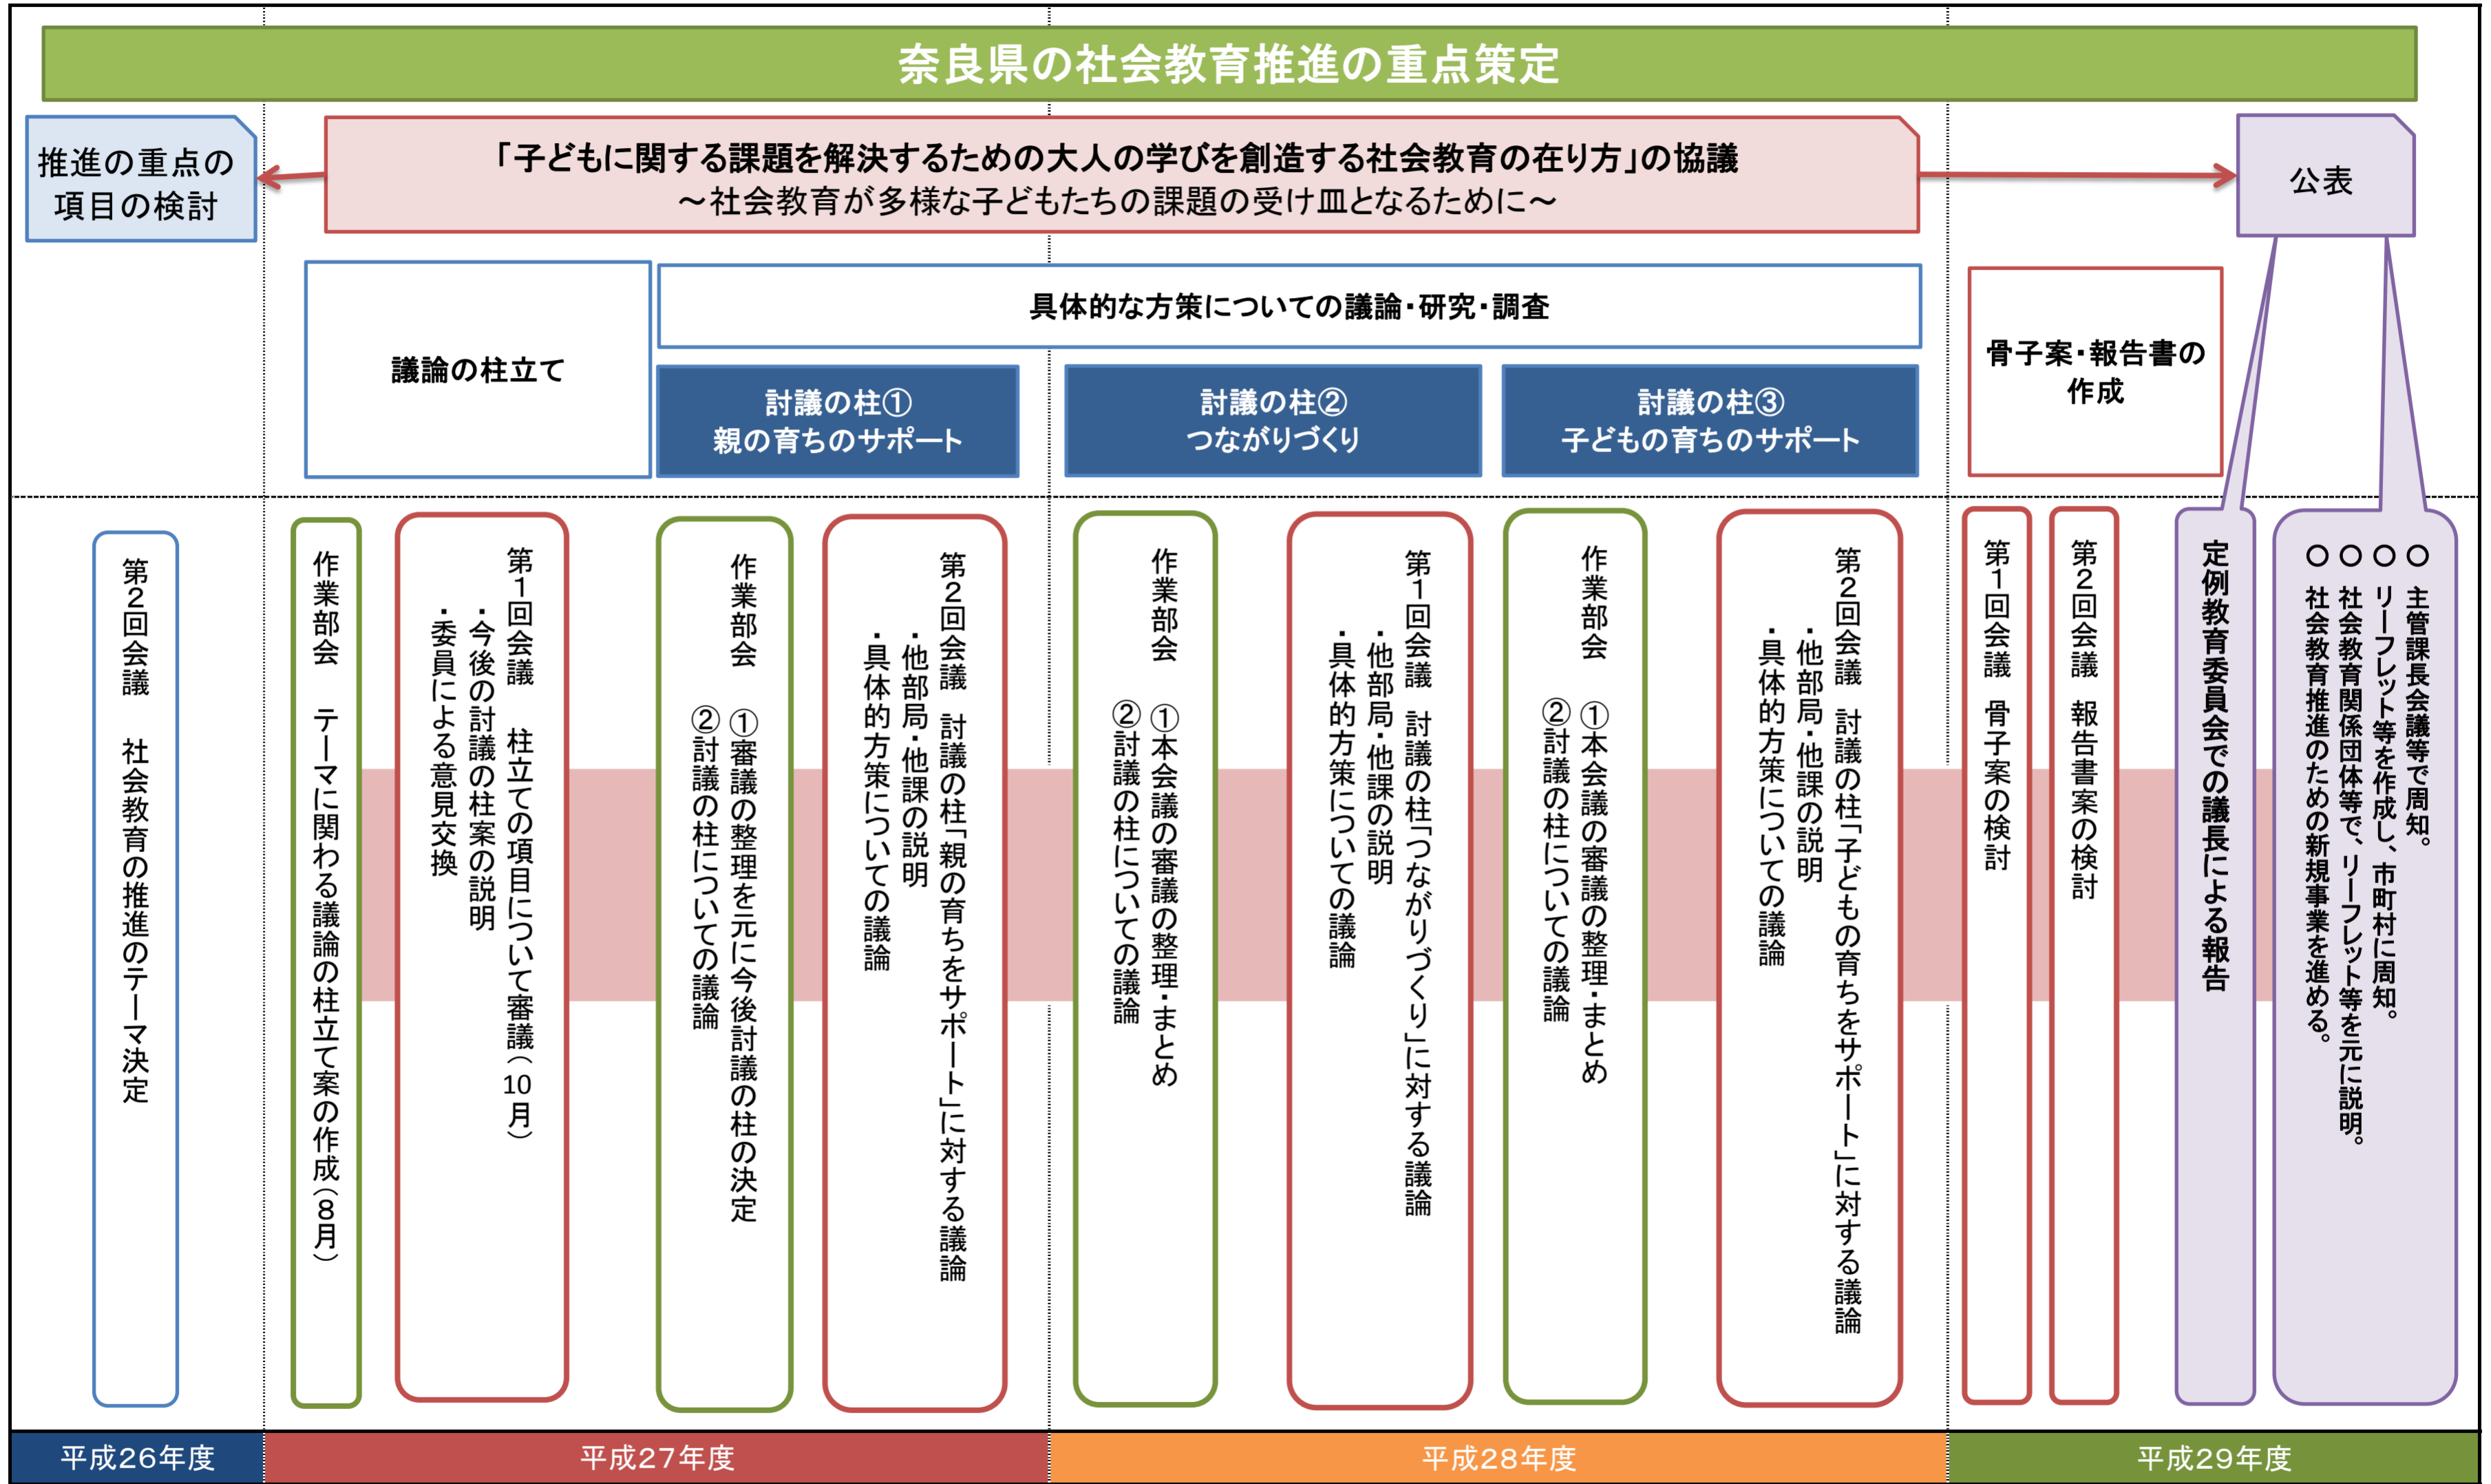 奈良県の社会教育推進の重点策定
推進の重点の
項目の検討
「子どもに関する課題を解決するための大人の学びを創造する社会教育の在り方」の協議
～社会教育が多様な子どもたちの課題の受け皿となるために～
公表
議論の柱立て
具体的な方策についての議論・研究・調査
骨子案・報告書の
作成
討議の柱①
親の育ちのサポート
討議の柱②
つながりづくり
討議の柱③
子どもの育ちのサポート
第２回会議　社会教育の推進のテーマ決定
作業部会　テーマに関わる議論の柱立て案の作成（８月）
第１回会議　柱立ての項目について審議（10月）
・今後の討議の柱案の説明
・委員による意見交換
作業部会　①審議の整理を元に今後討議の柱の決定
②討議の柱についての議論
第２回会議　討議の柱「親の育ちをサポート」に対する議論
・他部局・他課の説明
・具体的方策についての議論
作業部会　①本会議の審議の整理・まとめ
②討議の柱についての議論
第１回会議　討議の柱「つながりづくり」に対する議論
・他部局・他課の説明
・具体的方策についての議論
作業部会　①本会議の審議の整理・まとめ
②討議の柱についての議論
第２回会議　討議の柱「子どもの育ちをサポート」に対する議論
・他部局・他課の説明
・具体的方策についての議論
第１回会議　骨子案の検討
第２回会議　報告書案の検討
定例教育委員会での議長による報告
○　主管課長会議等で周知。
○　リーフレット等を作成し、市町村に周知。
○　社会教育関係団体等で、リーフレット等を元に説明。
○　社会教育推進のための新規事業を進める。
平成２６年度
平成２７年度
平成２８年度
平成２９年度